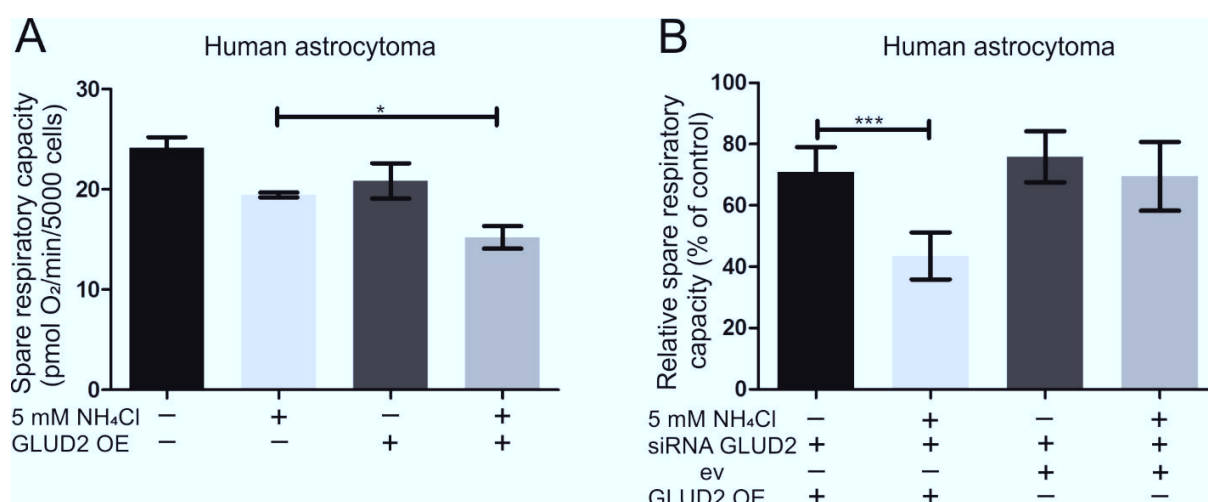 A
Human astrocytoma
Spare respiratory capacity
(pmol O₂/min/5000 cells)
30
20
10
0
*
5 mM NH₄Cl − + − +
GLUD2 OE − − + +
B
Human astrocytoma
Relative spare respiratory
capacity (% of control)
100
80
60
40
20
0
***
5 mM NH₄Cl − + − +
siRNA GLUD2 + + + +
ev − − + +
GLUD2 OE + + − −